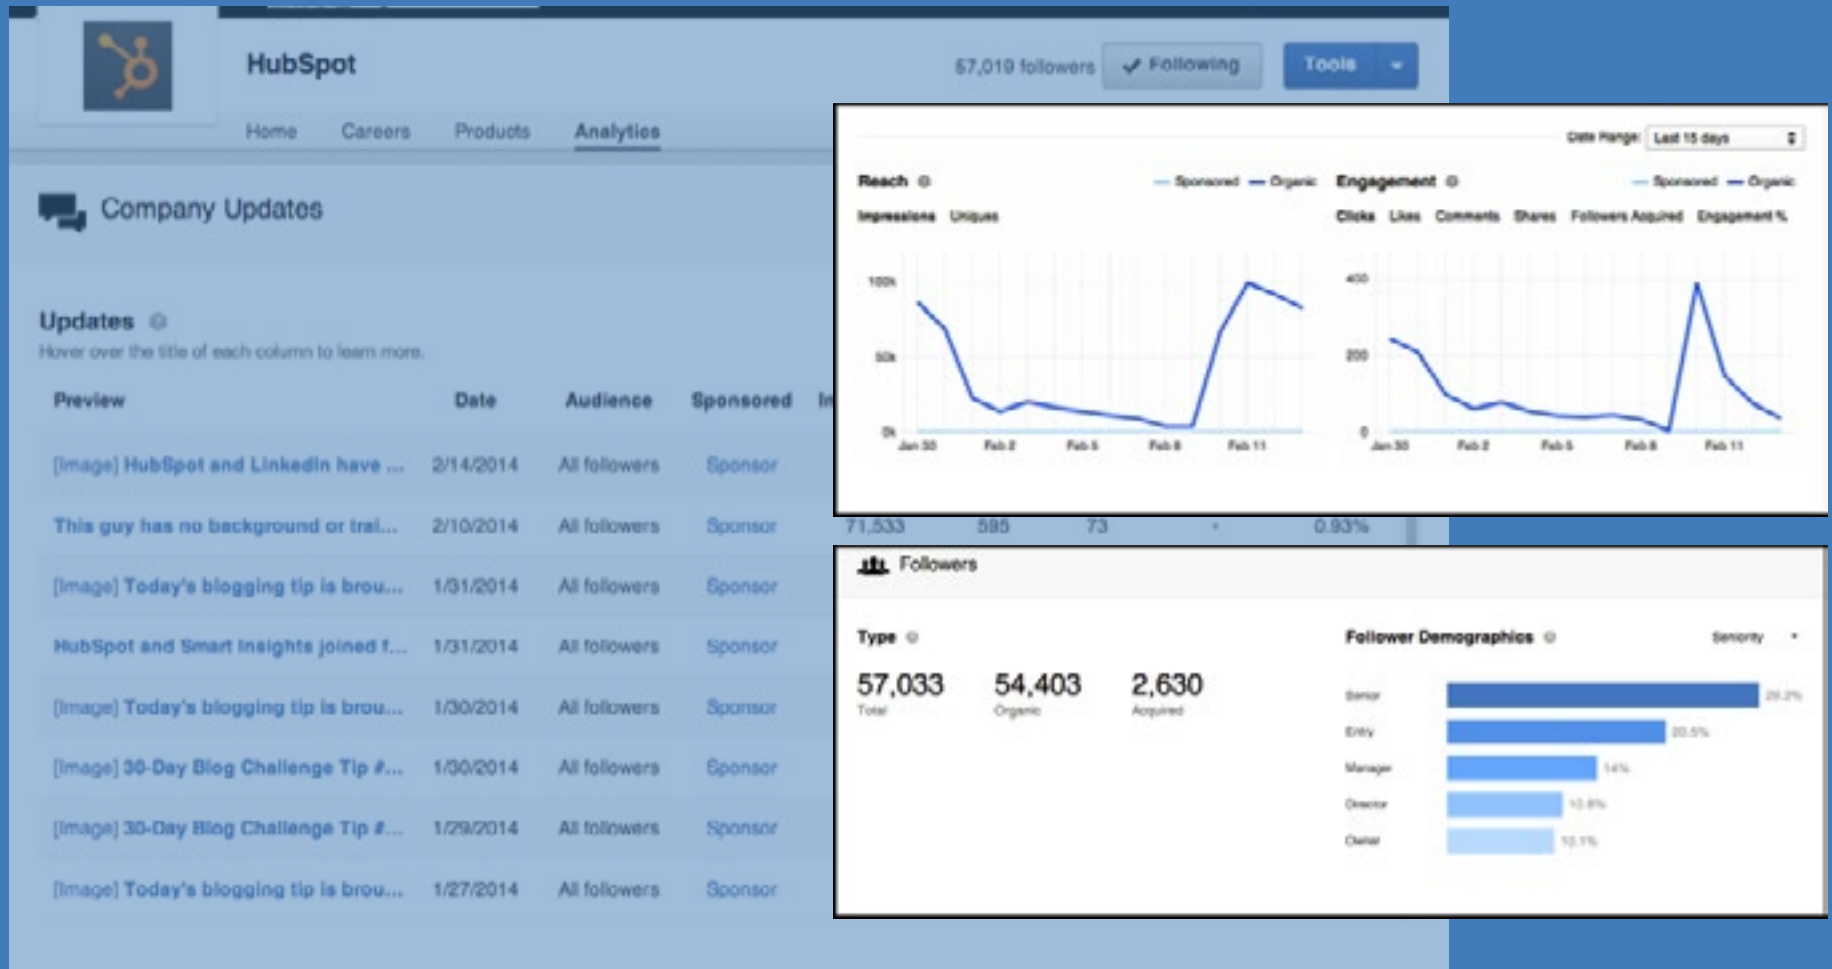 HubSpot
57,019 followers
Following
Tools
Home Careers Products Analytics
Company Updates
Updates
Hover over the title of each column to learn more.
Preview Date Audience Sponsored
[Image] HubSpot and LinkedIn have ... 2/14/2014 All followers Sponsor
This guy has no background or trai... 2/10/2014 All followers Sponsor 71,533 595 73 - 0.93%
[Image] Today's blogging tip is brou... 1/31/2014 All followers Sponsor
HubSpot and Smart Insights joined f... 1/31/2014 All followers Sponsor
[Image] Today's blogging tip is brou... 1/30/2014 All followers Sponsor
[Image] 30-Day Blog Challenge Tip #... 1/30/2014 All followers Sponsor
[Image] 30-Day Blog Challenge Tip #... 1/29/2014 All followers Sponsor
[Image] Today's blogging tip is brou... 1/27/2014 All followers Sponsor
Date Range: Last 15 days
Reach Sponsored Organic
Impressions Uniques
100k
50k
0k
Jan 30 Feb 2 Feb 5 Feb 8 Feb 11
Engagement Sponsored Organic
Clicks Likes Comments Shares Followers Acquired Engagement %
400
200
0
Jan 30 Feb 2 Feb 5 Feb 8 Feb 11
Followers
Type
57,033 54,403 2,630
Total Organic Acquired
Follower Demographics Seniority
Senior
Entry 20.5%
Manager 14%
Director 10.8%
Owner 10.1%